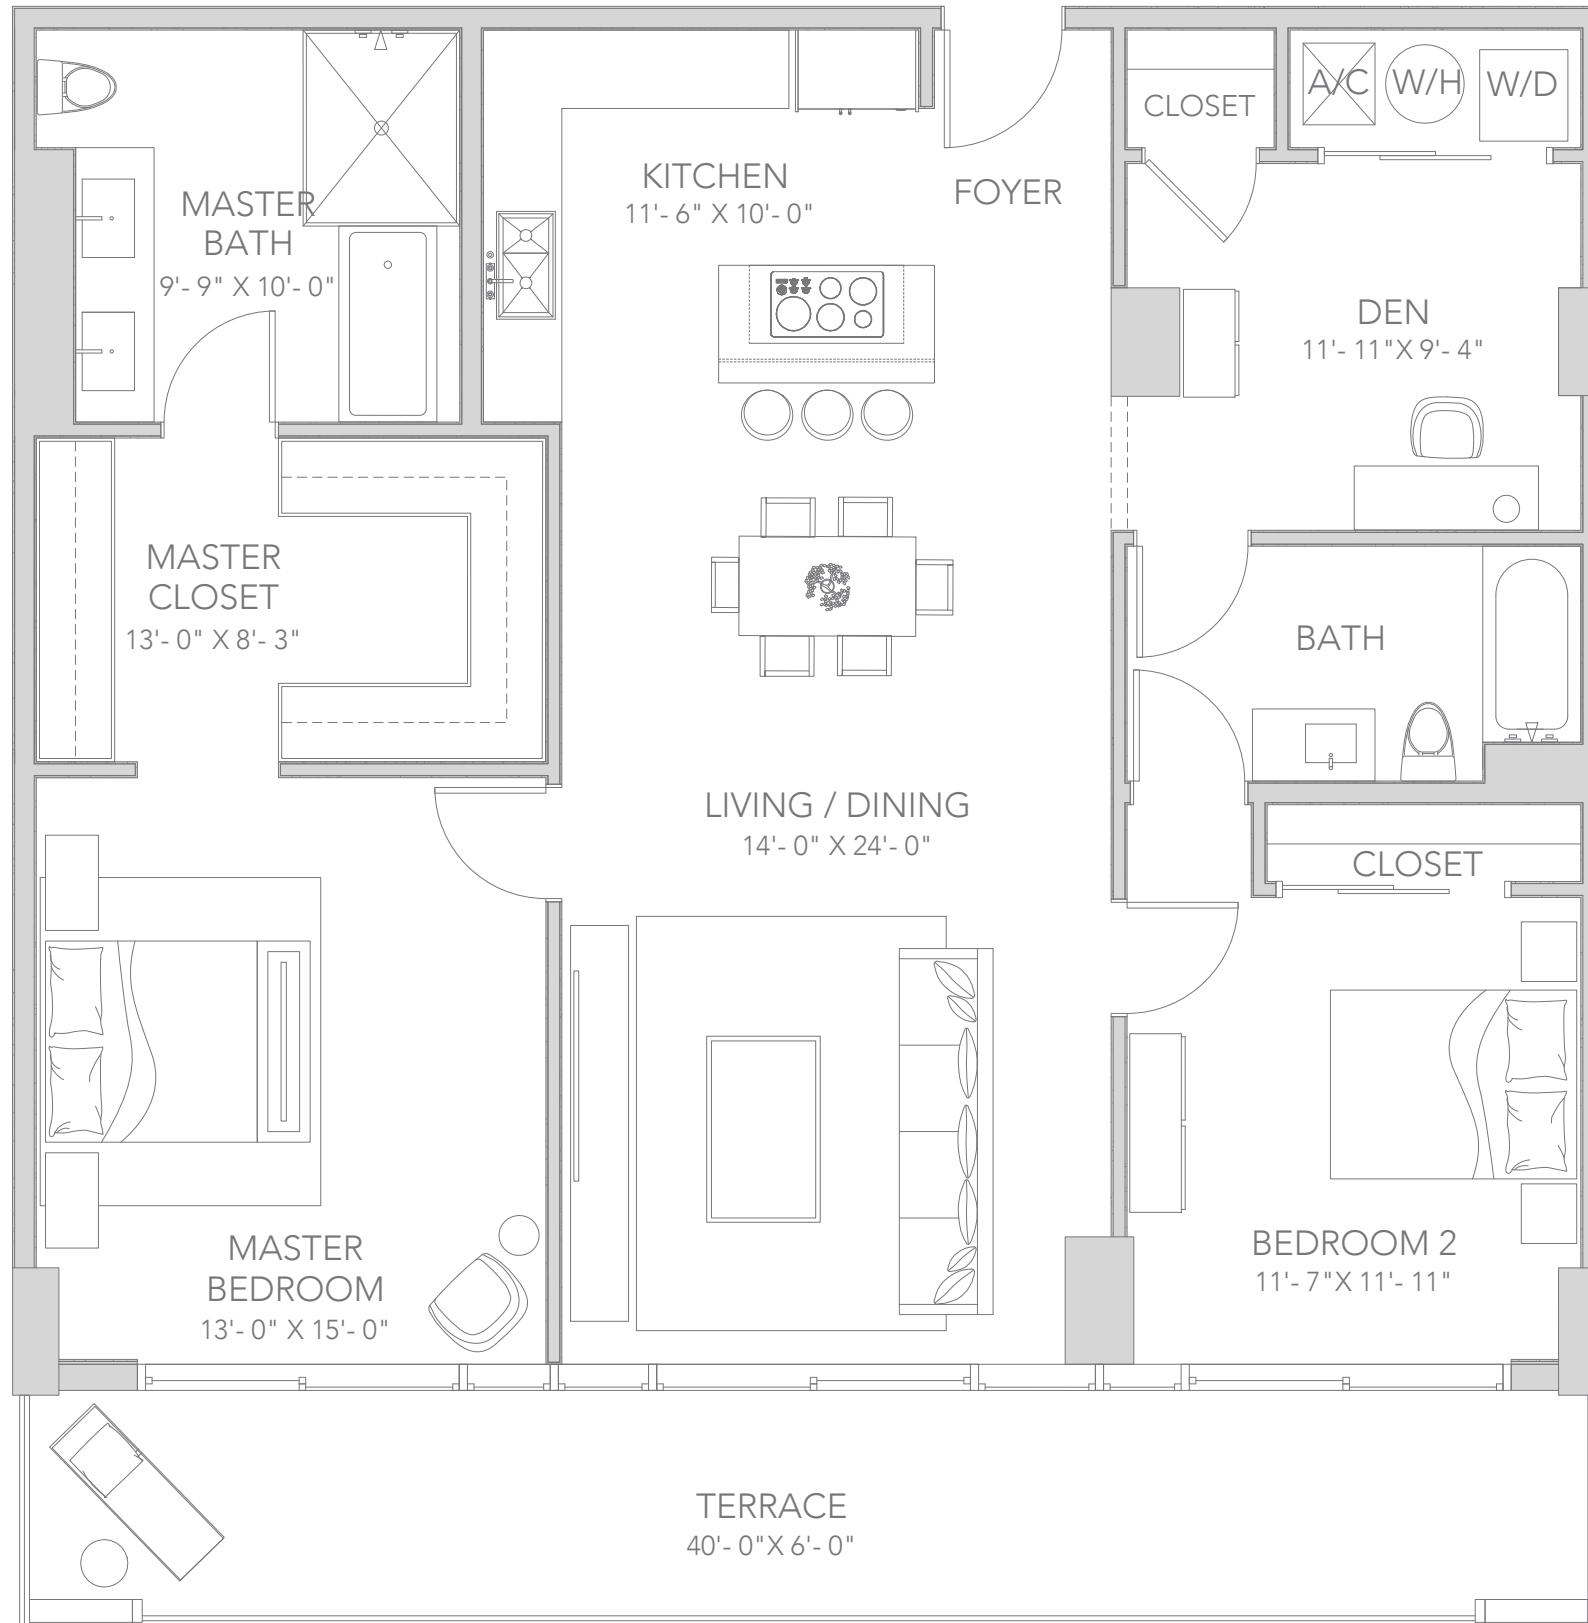 A/C
W/H
W/D
CLOSET
KITCHEN
11'- 6" X 10'- 0"
FOYER
MASTER
BATH
9'- 9" X 10'- 0"
DEN
11'- 11"X 9'- 4"
MASTER
CLOSET
13'- 0" X 8'- 3"
BATH
LIVING / DINING
14'- 0" X 24'- 0"
CLOSET
MASTER
BEDROOM
13'- 0" X 15'- 0"
BEDROOM 2
11'- 7"X 11'- 11"
TERRACE
40'- 0"X 6'- 0"